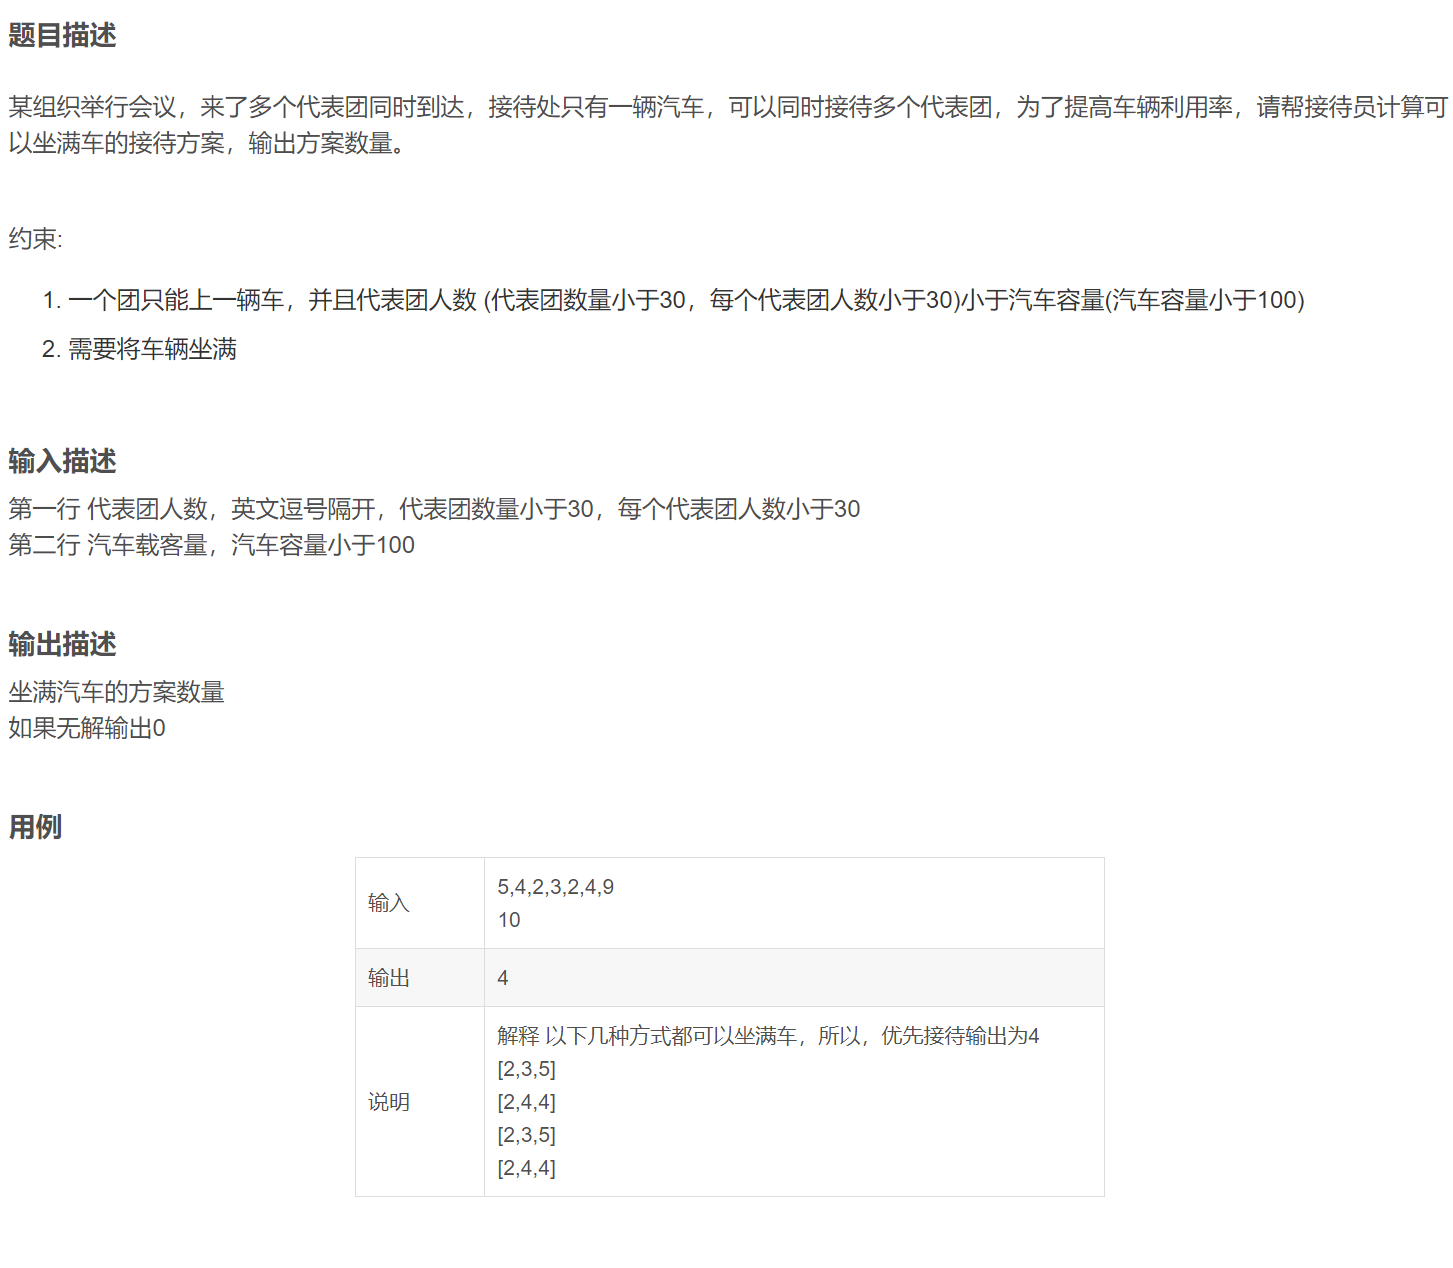 题目描述
某组织举行会议，来了多个代表团同时到达，接待处只有一辆汽车，可以同时接待多个代表团，为了提高车辆利用率，请帮接待员计算可
以坐满车的接待方案，输出方案数量。
约束:
1. 一个团只能上一辆车，并且代表团人数 (代表团数量小于30，每个代表团人数小于30)小于汽车容量(汽车容量小于100)
2. 需要将车辆坐满
输入描述
第一行 代表团人数，英文逗号隔开，代表团数量小于30，每个代表团人数小于30
第二行 汽车载客量，汽车容量小于100
输出描述
坐满汽车的方案数量
如果无解输出0
用例
输入
5,4,2,3,2,4,9
10
输出
4
说明
解释 以下几种方式都可以坐满车，所以，优先接待输出为4
[2,3,5]
[2,4,4]
[2,3,5]
[2,4,4]